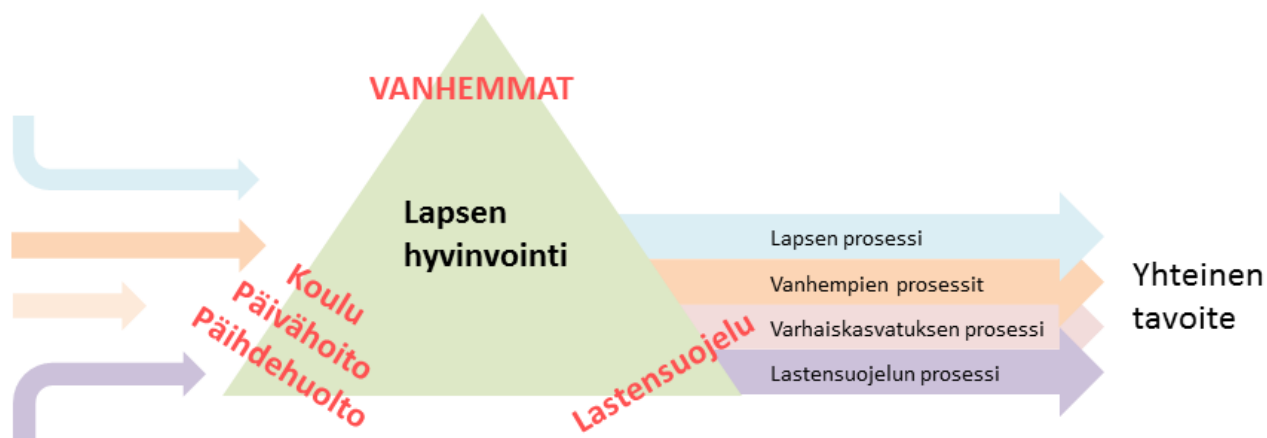 VANHEMMAT
Lapsen
hyvinvointi
Koulu
Päivähoito
Päihdehuolto
Lastensuojelu
Lapsen prosessi
Vanhempien prosessit
Varhaiskasvatuksen prosessi
Lastensuojelun prosessi
Yhteinen
tavoite